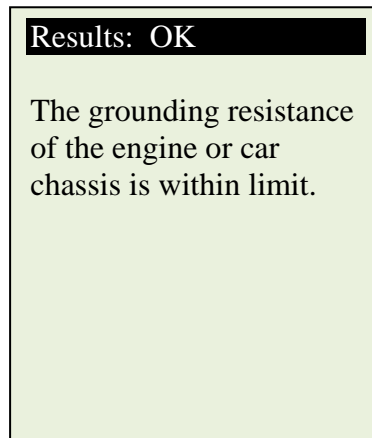 Results: OK
The grounding resistance
of the engine or car
chassis is within limit.